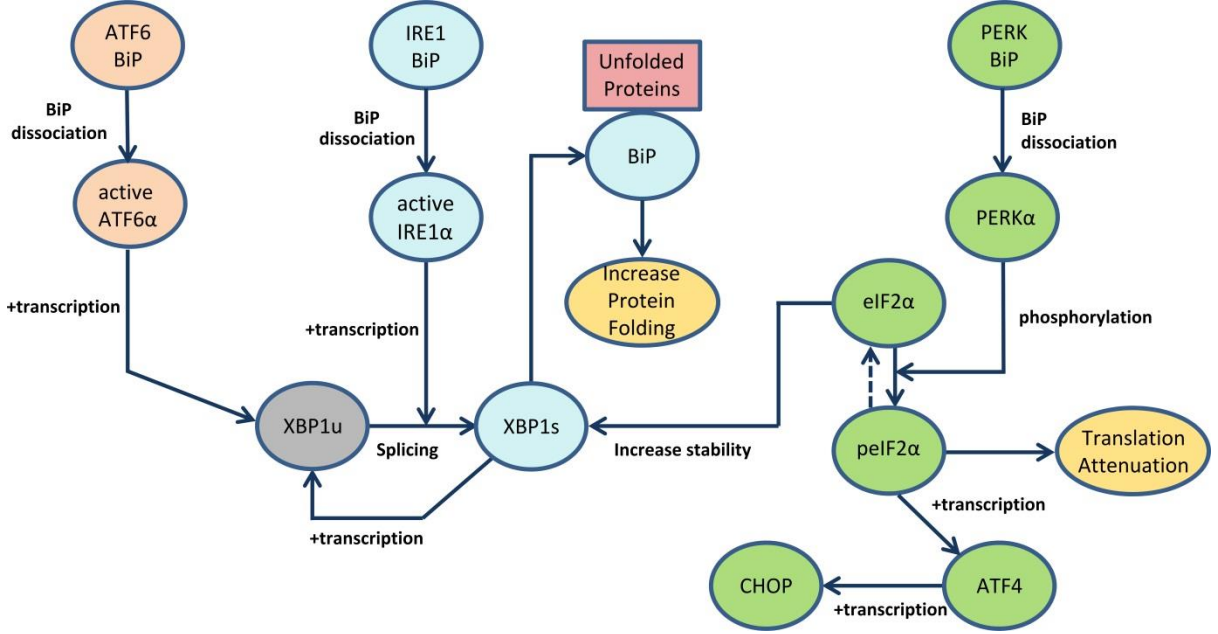 ATF6
BiP
IRE1
BiP
PERK
BiP
Unfolded
Proteins
BiP
dissociation
BiP
dissociation
BiP
BiP
dissociation
active
ATF6α
active
IRE1α
PERKα
+transcription
+transcription
Increase
Protein
Folding
eIF2α
phosphorylation
XBP1u
Splicing
XBP1s
Increase stability
peIF2α
Translation
Attenuation
+transcription
+transcription
CHOP
+transcription
ATF4